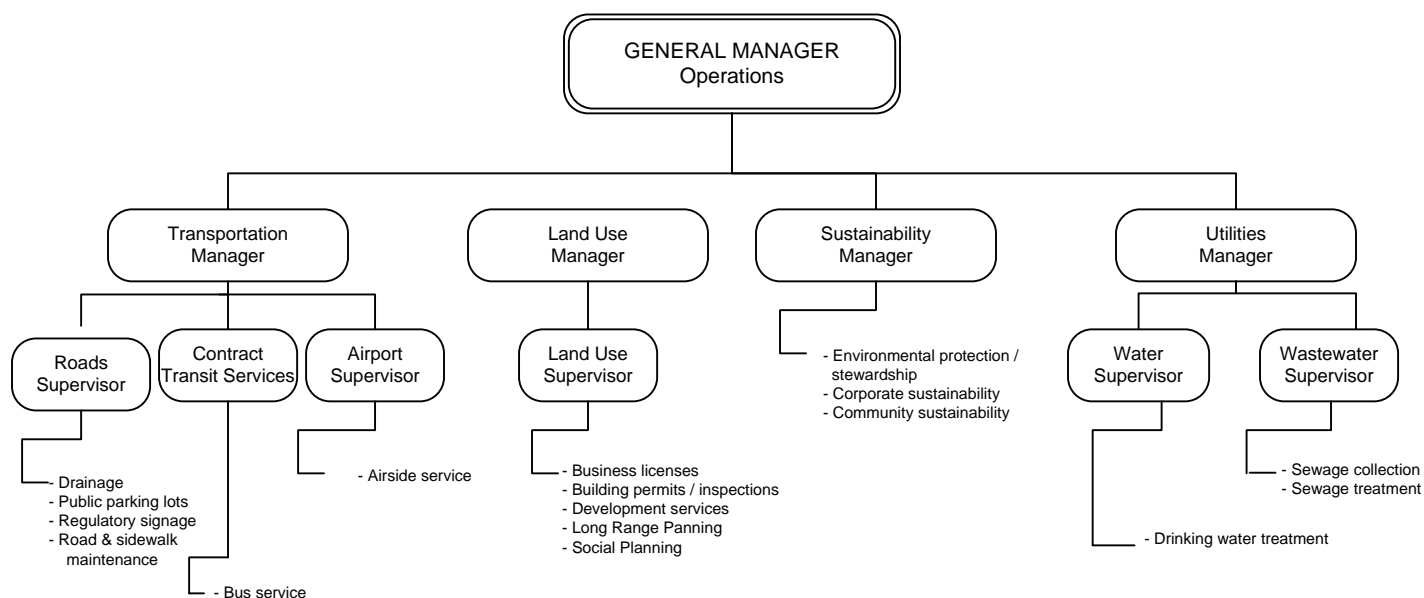 GENERAL MANAGER
Operations
Transportation
Manager
Land Use
Manager
Sustainability
Manager
Utilities
Manager
Roads
Supervisor
Contract
Transit Services
Airport
Supervisor
Land Use
Supervisor
- Environmental protection /
stewardship
- Corporate sustainability
- Community sustainability
Water
Supervisor
Wastewater
Supervisor
- Drainage
- Public parking lots
- Regulatory signage
- Road & sidewalk
maintenance
- Bus service
- Airside service
- Business licenses
- Building permits / inspections
- Development services
- Long Range Panning
- Social Planning
- Drinking water treatment
- Sewage collection
- Sewage treatment